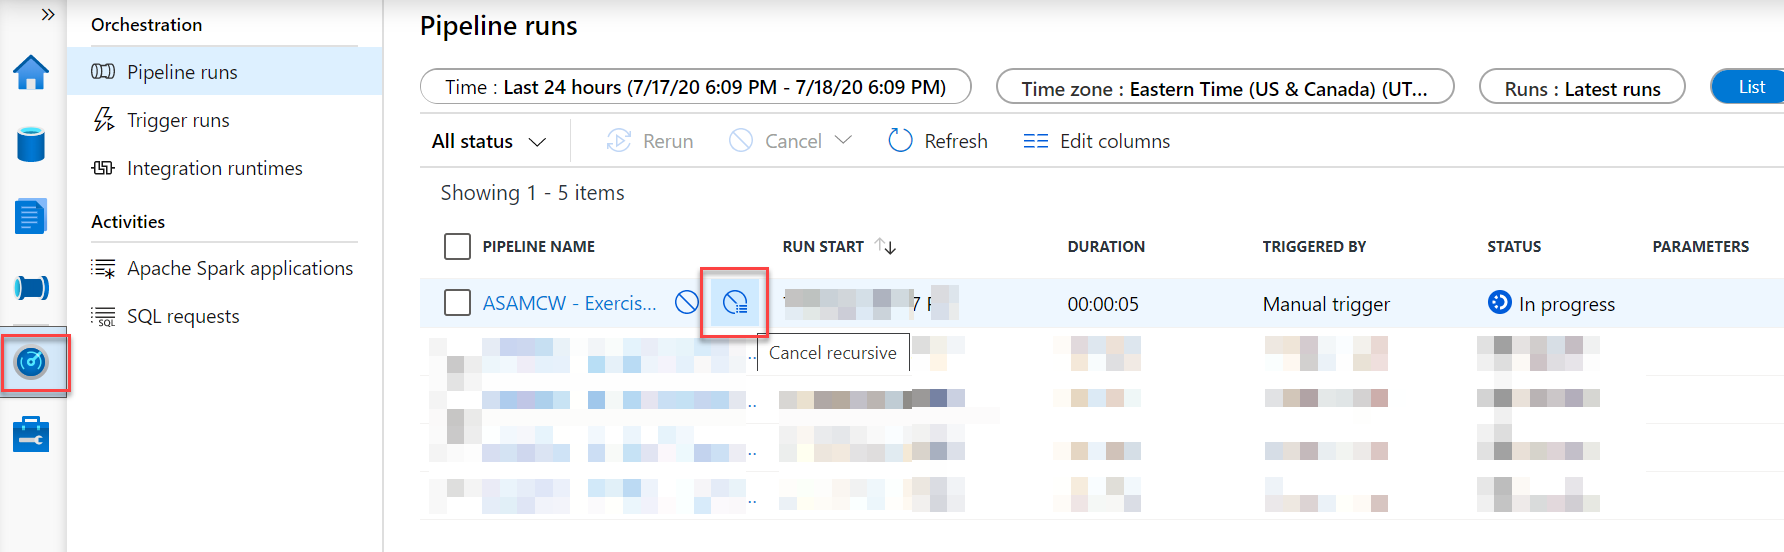 »
Orchestration
Pipeline runs
Trigger runs
Integration runtimes
Activities
Apache Spark applications
SQL requests
Pipeline runs
Time : Last 24 hours (7/17/20 6:09 PM - 7/18/20 6:09 PM)
Time zone : Eastern Time (US & Canada) (UT...
Runs : Latest runs
List
All status
Rerun
Cancel
Refresh
Edit columns
Showing 1 - 5 items
PIPELINE NAME
RUN START
DURATION
TRIGGERED BY
STATUS
PARAMETERS
ASAMCW - Exercis...
00:00:05
Manual trigger
In progress
Cancel recursive